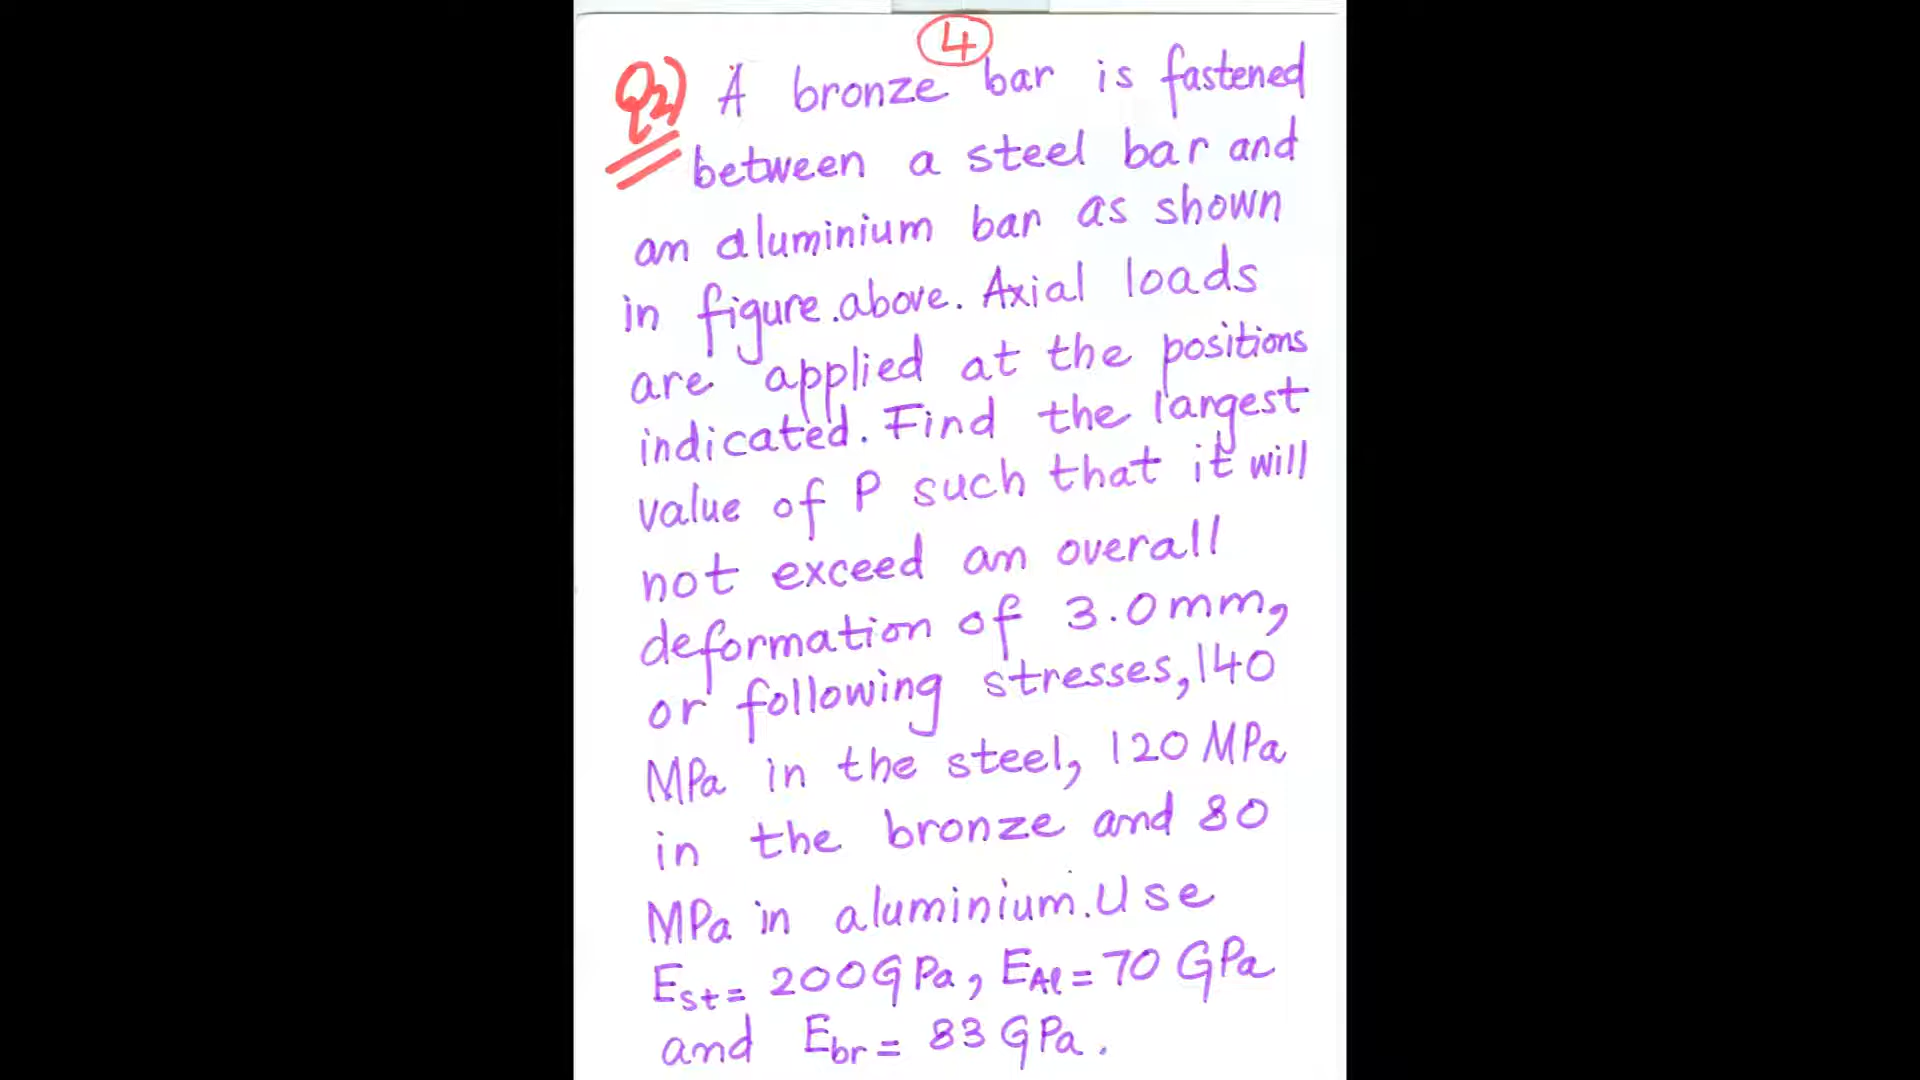 4
Q2) A bronze bar is fastened
between a steel bar and
an aluminium bar as shown
in figure.above. Axial loads
are applied at the positions
indicated. Find the largest
value of P such that it will
not exceed an overall
deformation of 3.0mm,
or following stresses, 140
MPa in the steel, 120 MPa
in the bronze and 80
MPa in aluminium. Use
Est = 200 GPa, EAl = 70 GPa
and Ebr = 83 GPa.